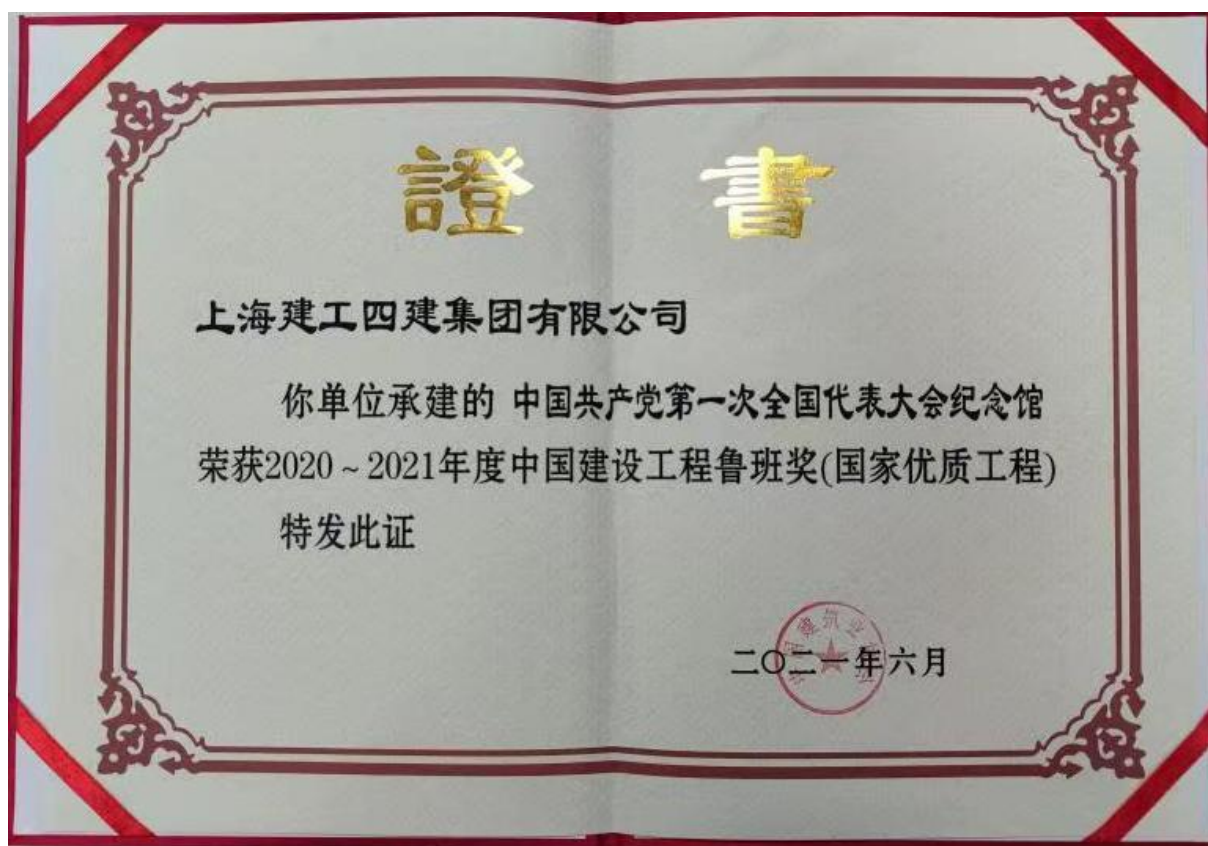 證 書
上海建工四建集团有限公司
你单位承建的 中国共产党第一次全国代表大会纪念馆
荣获2020~2021年度中国建设工程鲁班奖(国家优质工程)
特发此证
二〇二一年六月